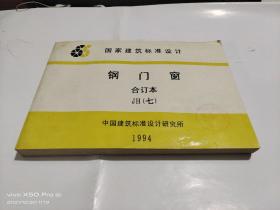 国家建筑标准设计
钢门窗
合订本
JJ(七)
中国建筑标准设计研究所
1994
vivo X50 Pro